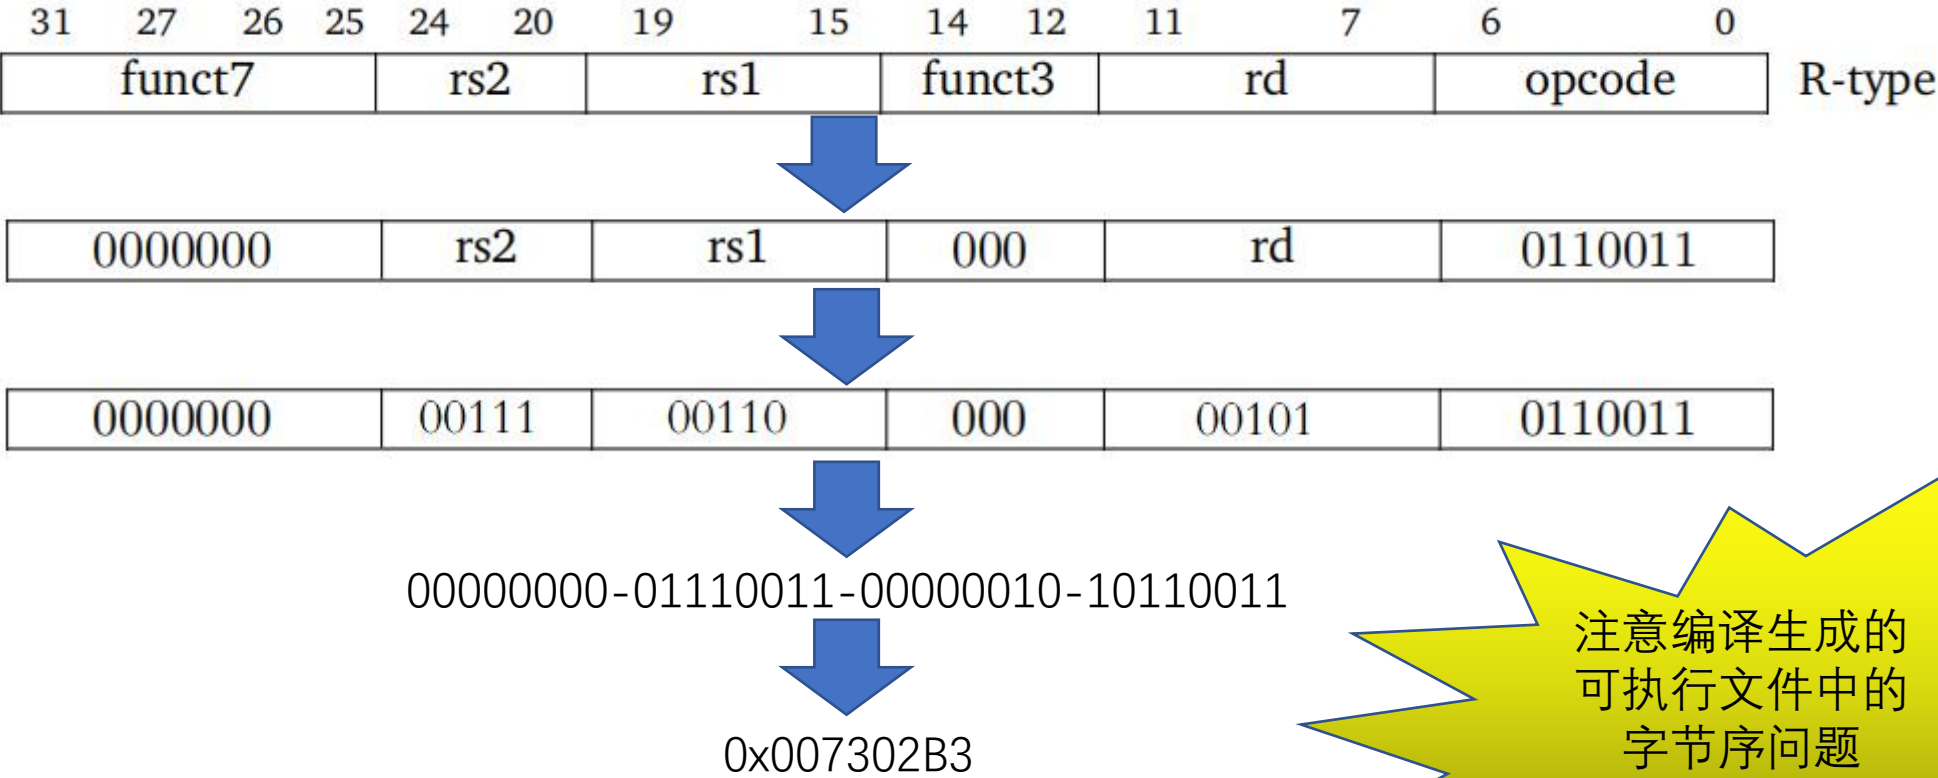 31 27 26 25 24 20 19 15 14 12 11 7 6 0
funct7 rs2 rs1 funct3 rd opcode R-type
0000000 rs2 rs1 000 rd 0110011
0000000 00111 00110 000 00101 0110011
00000000-01110011-00000010-10110011
0x007302B3
注意编译生成的
可执行文件中的
字节序问题